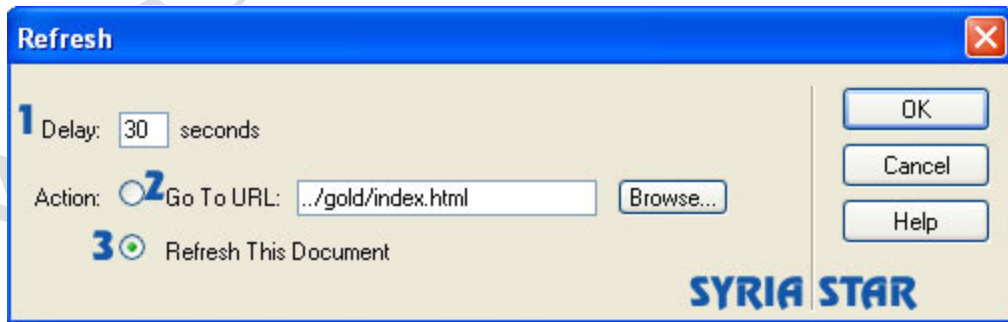 Refresh
1 Delay: 30 seconds
OK
Cancel
Action: 2 Go To URL: ../gold/index.html Browse...
Help
3 Refresh This Document
SYRIA STAR